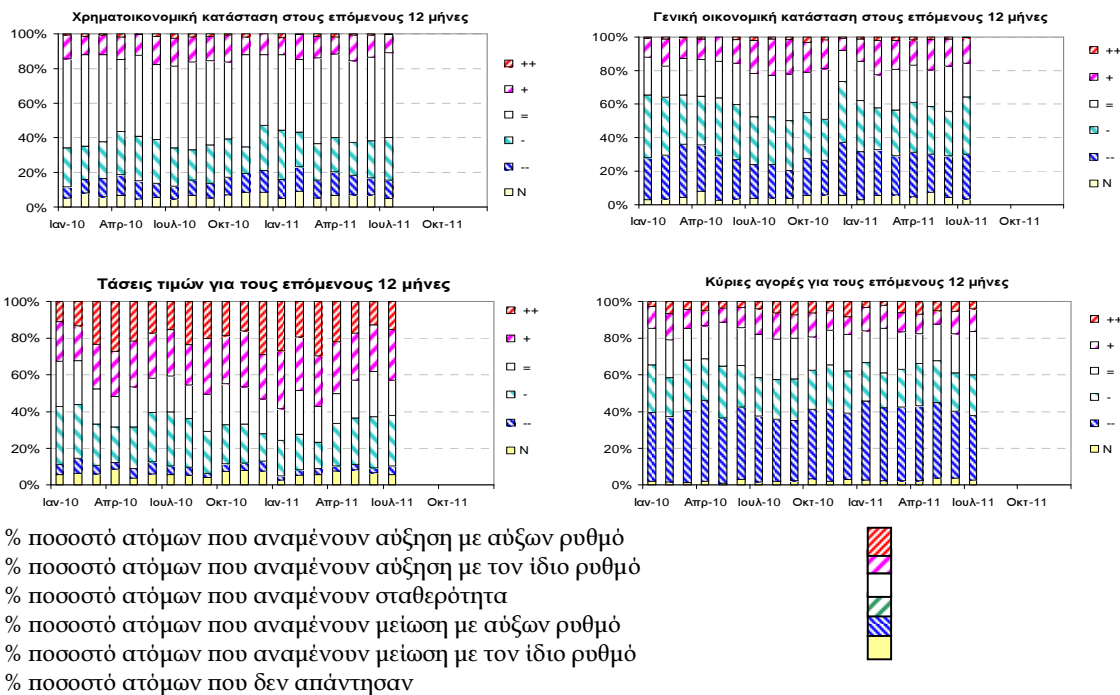 Χρηματοικονομική κατάσταση στους επόμενους 12 μήνες
100%
80%
60%
40%
20%
0%
Ιαν-10 Απρ-10 Ιουλ-10 Οκτ-10 Ιαν-11 Απρ-11 Ιουλ-11 Οκτ-11
++
+
=
-
--
N
Γενική οικονομική κατάσταση στους επόμενους 12 μήνες
100%
80%
60%
40%
20%
0%
Ιαν-10 Απρ-10 Ιουλ-10 Οκτ-10 Ιαν-11 Απρ-11 Ιουλ-11 Οκτ-11
++
+
=
-
--
N
Τάσεις τιμών για τους επόμενους 12 μήνες
100%
80%
60%
40%
20%
0%
Ιαν-10 Απρ-10 Ιουλ-10 Οκτ-10 Ιαν-11 Απρ-11 Ιουλ-11 Οκτ-11
++
+
=
-
--
N
Κύριες αγορές για τους επόμενους 12 μήνες
100%
80%
60%
40%
20%
0%
Ιαν-10 Απρ-10 Ιουλ-10 Οκτ-10 Ιαν-11 Απρ-11 Ιουλ-11 Οκτ-11
++
+
=
-
--
N
% ποσοστό ατόμων που αναμένουν αύξηση με αύξων ρυθμό
% ποσοστό ατόμων που αναμένουν αύξηση με τον ίδιο ρυθμό
% ποσοστό ατόμων που αναμένουν σταθερότητα
% ποσοστό ατόμων που αναμένουν μείωση με αύξων ρυθμό
% ποσοστό ατόμων που αναμένουν μείωση με τον ίδιο ρυθμό
% ποσοστό ατόμων που δεν απάντησαν